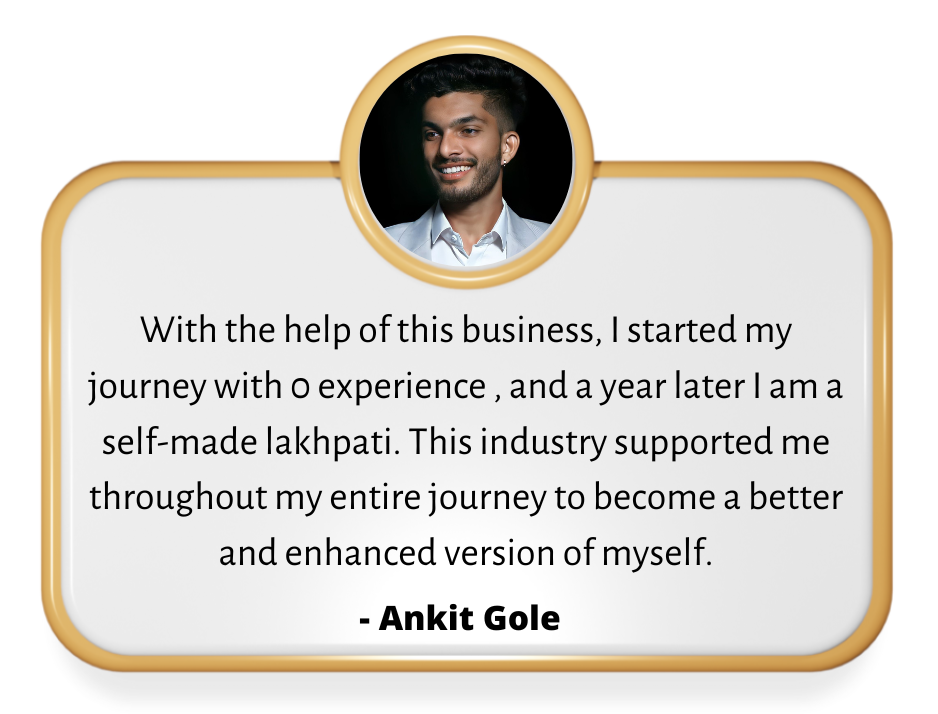 With the help of this business, I started my
journey with 0 experience , and a year later I am a
self-made lakhpati. This industry supported me
throughout my entire journey to become a better
and enhanced version of myself.
- Ankit Gole